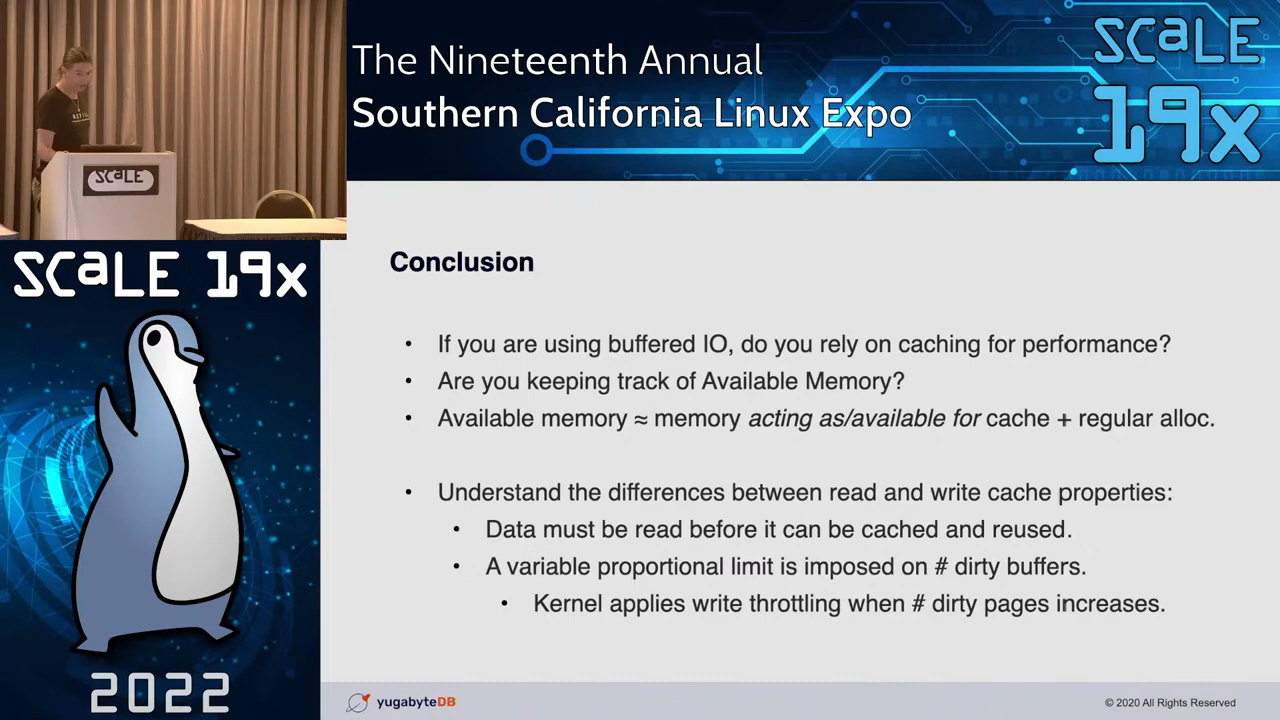 The Nineteenth Annual
Southern California Linux Expo
SCaLE
19x
SCaLE
SCaLE 19x
2022
Conclusion
• If you are using buffered IO, do you rely on caching for performance?
• Are you keeping track of Available Memory?
• Available memory ≈ memory acting as/available for cache + regular alloc.
• Understand the differences between read and write cache properties:
• Data must be read before it can be cached and reused.
• A variable proportional limit is imposed on # dirty buffers.
• Kernel applies write throttling when # dirty pages increases.
yugabyteDB
© 2020 All Rights Reserved